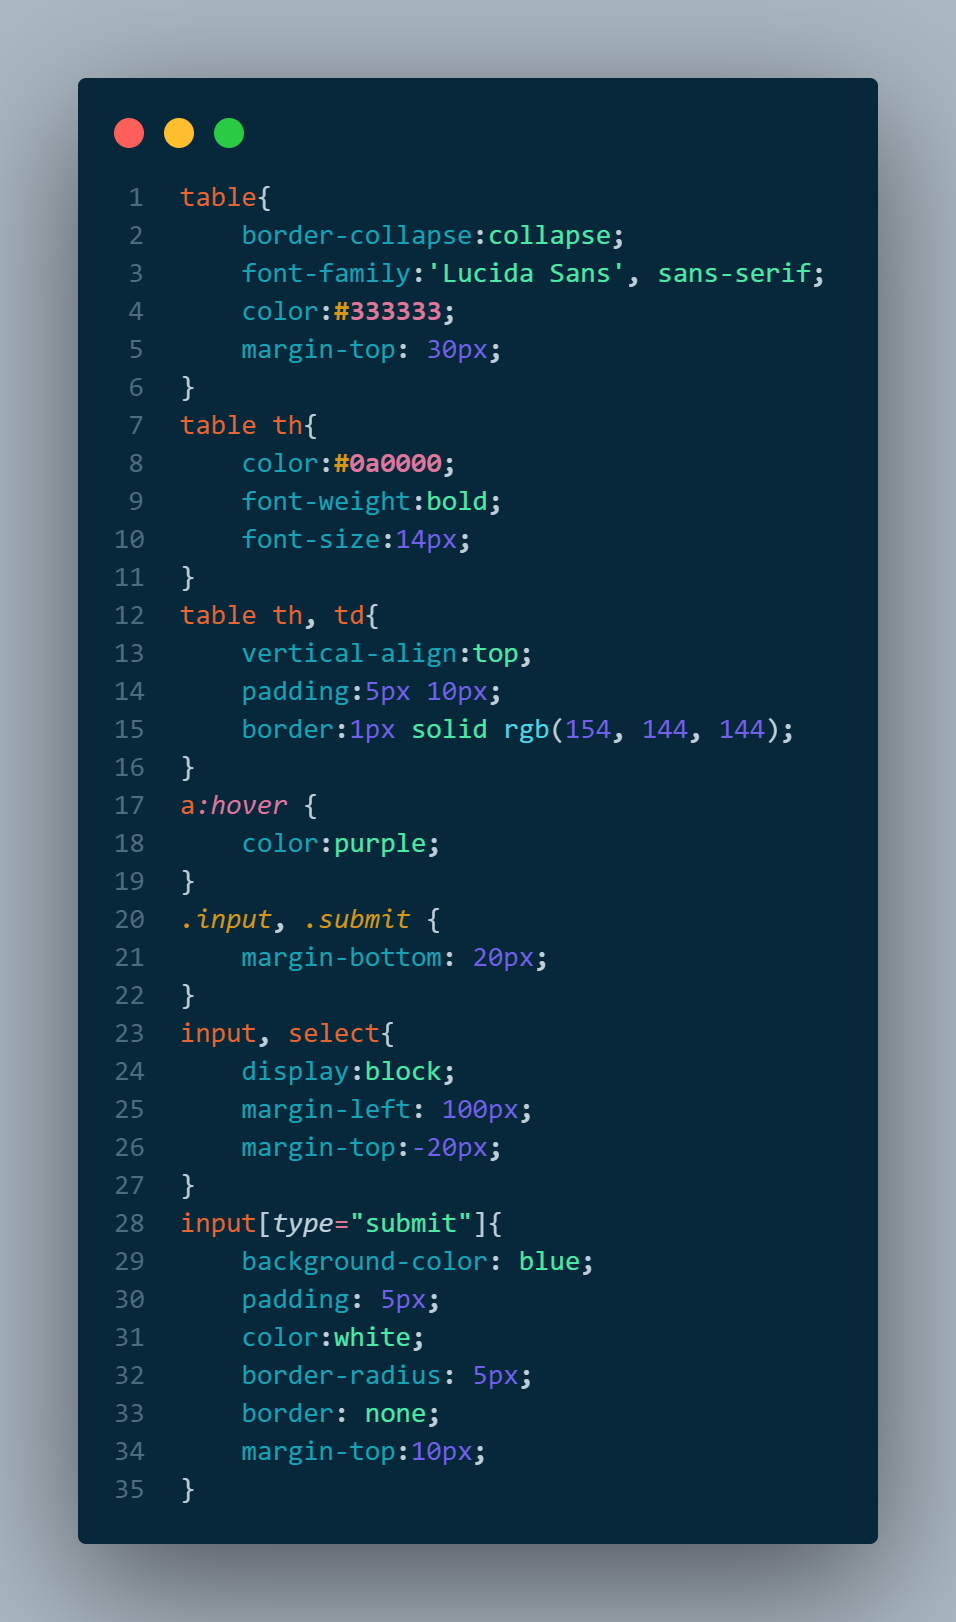 1 table{
2     border-collapse:collapse;
3     font-family:'Lucida Sans', sans-serif;
4     color:#333333;
5     margin-top: 30px;
6 }
7 table th{
8     color:#0a0000;
9     font-weight:bold;
10     font-size:14px;
11 }
12 table th, td{
13     vertical-align:top;
14     padding:5px 10px;
15     border:1px solid rgb(154, 144, 144);
16 }
17 a:hover {
18     color:purple;
19 }
20 .input, .submit {
21     margin-bottom: 20px;
22 }
23 input, select{
24     display:block;
25     margin-left: 100px;
26     margin-top:-20px;
27 }
28 input[type="submit"]{
29     background-color: blue;
30     padding: 5px;
31     color:white;
32     border-radius: 5px;
33     border: none;
34     margin-top:10px;
35 }